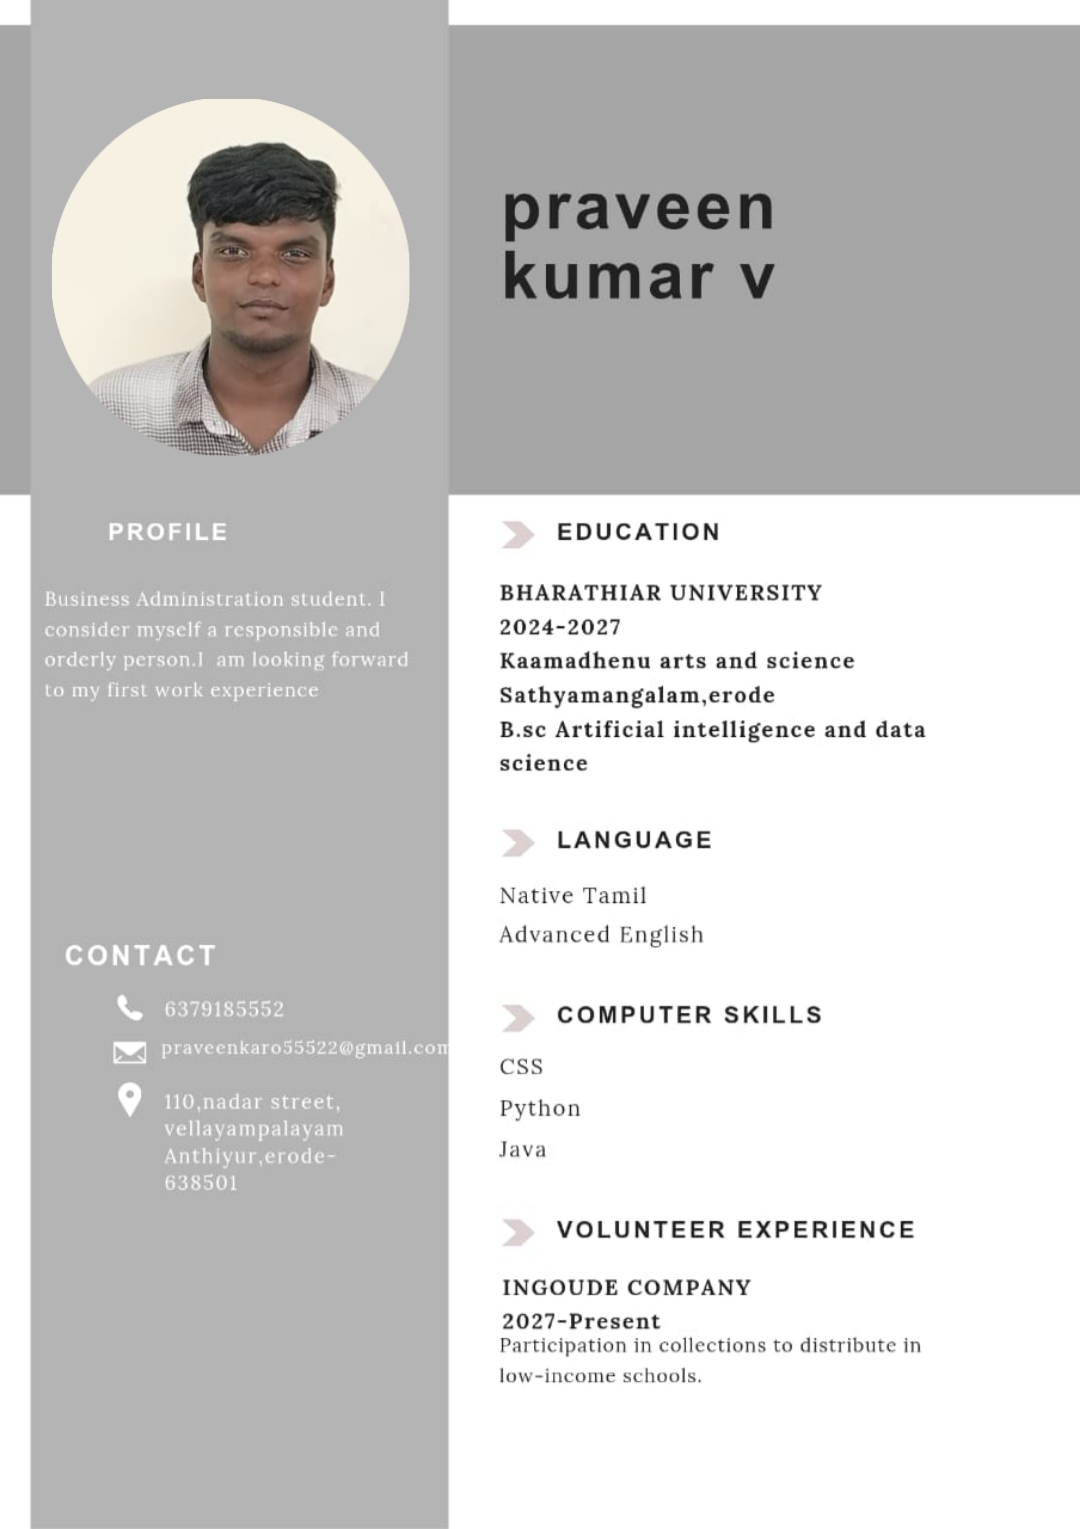 praveen
kumar v
PROFILE
Business Administration student. I
consider myself a responsible and
orderly person.I  am looking forward
to my first work experience
CONTACT
6379185552
praveenkaro55522@gmail.com
110,nadar street,
vellayampalayam
Anthiyur,erode-
638501
EDUCATION
BHARATHIAR UNIVERSITY
2024-2027
Kaamadhenu arts and science
Sathyamangalam,erode
B.sc Artificial intelligence and data
science
LANGUAGE
Native Tamil
Advanced English
COMPUTER SKILLS
CSS
Python
Java
VOLUNTEER EXPERIENCE
INGOUDE COMPANY
2027-Present
Participation in collections to distribute in
low-income schools.